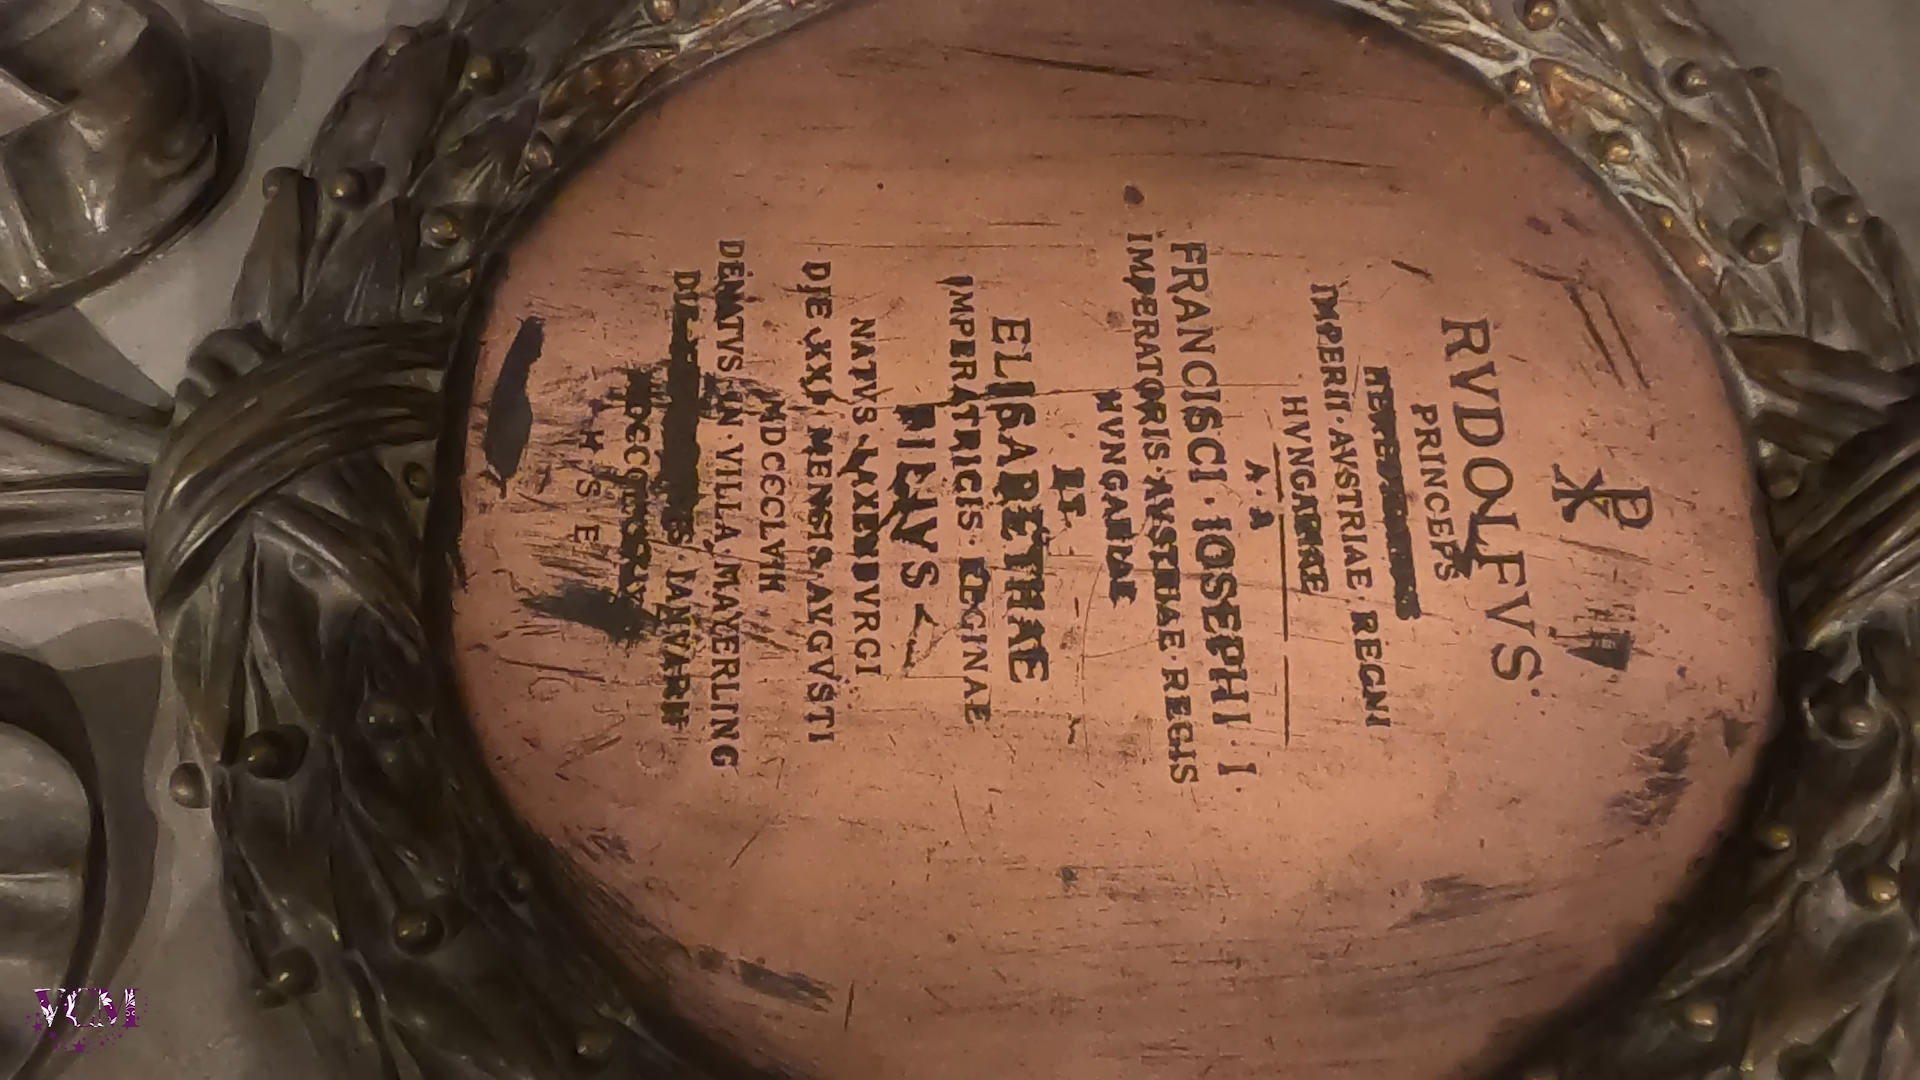 ☧
RVDOLFVS
PRINCEPS
IMPERII·AVSTRIAE·REGNI
HVNGARIAE
A·A
FRANCISCI·IOSEPHI·I
IMPERATORIS·AVSTRIAE REGIS
HVNGARIAE
ET
ELISABETHAE
IMPERATRICIS·REGINAE
FILIVS
NATVS·LAXENBVRGI
DIE·XXI·MENSIS·AVGVSTI
MDCCCLVIII
DENATVS·IN·VILLA·MAYERLING
IANVARII
H S E
VCM